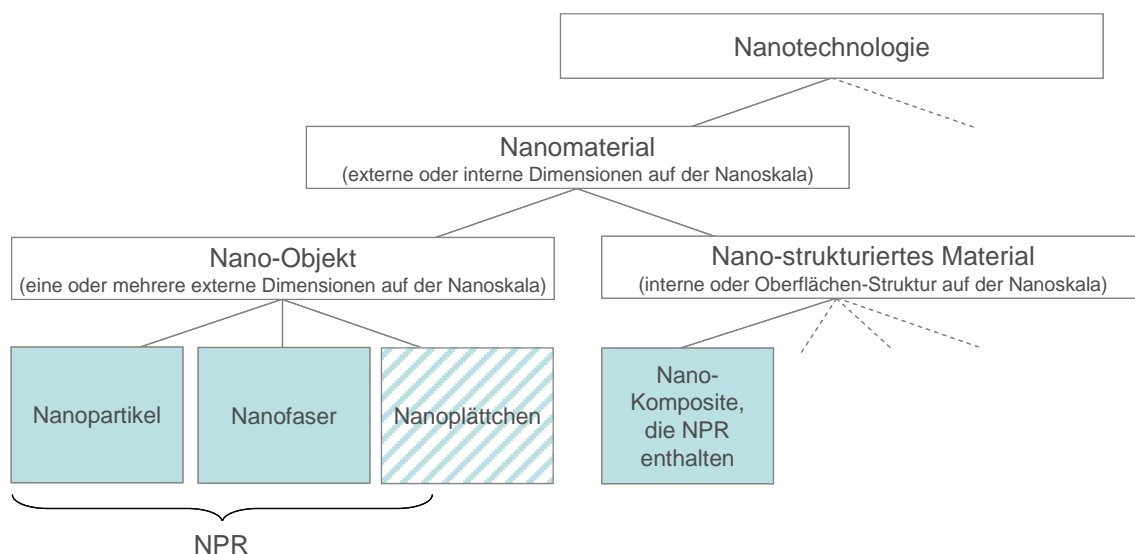 Nanotechnologie
Nanomaterial
(externe oder interne Dimensionen auf der Nanoskala)
Nano-Objekt
(eine oder mehrere externe Dimensionen auf der Nanoskala)
Nano-strukturiertes Material
(interne oder Oberflächen-Struktur auf der Nanoskala)
Nanopartikel
Nanofaser
Nanoplättchen
Nano-
Komposite,
die NPR
enthalten
NPR